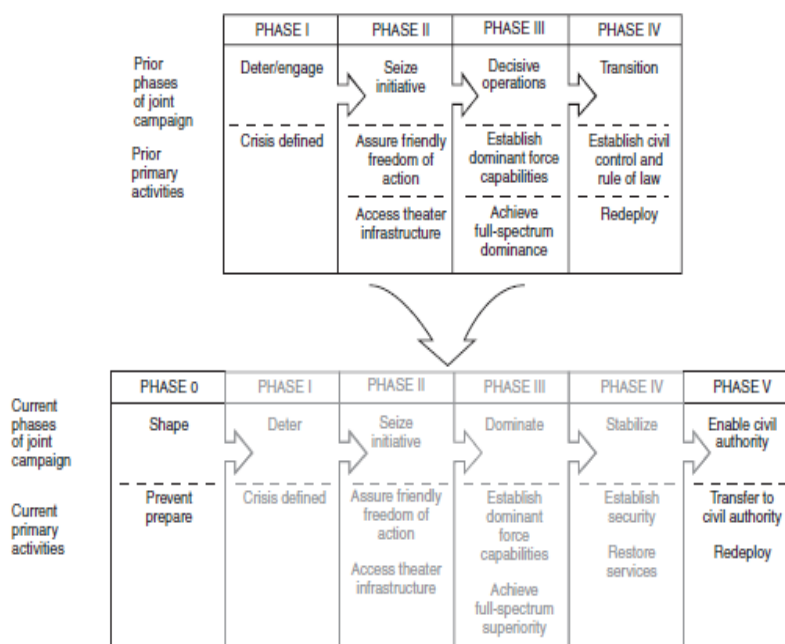 PHASE I
PHASE II
PHASE III
PHASE IV
Prior
phases
of joint
campaign
Deter/engage
Seize
initiative
Decisive
operations
Transition
Prior
primary
activities
Crisis defined
Assure friendly
freedom of
action
Access theater
infrastructure
Establish
dominant force
capabilities
Achieve
full-spectrum
dominance
Establish civil
control and
rule of law
Redeploy
PHASE 0
PHASE I
PHASE II
PHASE III
PHASE IV
PHASE V
Current
phases
of joint
campaign
Shape
Deter
Seize
initiative
Dominate
Stabilize
Enable civil
authority
Current
primary
activities
Prevent
prepare
Crisis defined
Assure friendly
freedom of
action
Access theater
infrastructure
Establish
dominant
force
capabilities
Achieve
full-spectrum
superiority
Establish
security
Restore
services
Transfer to
civil authority
Redeploy